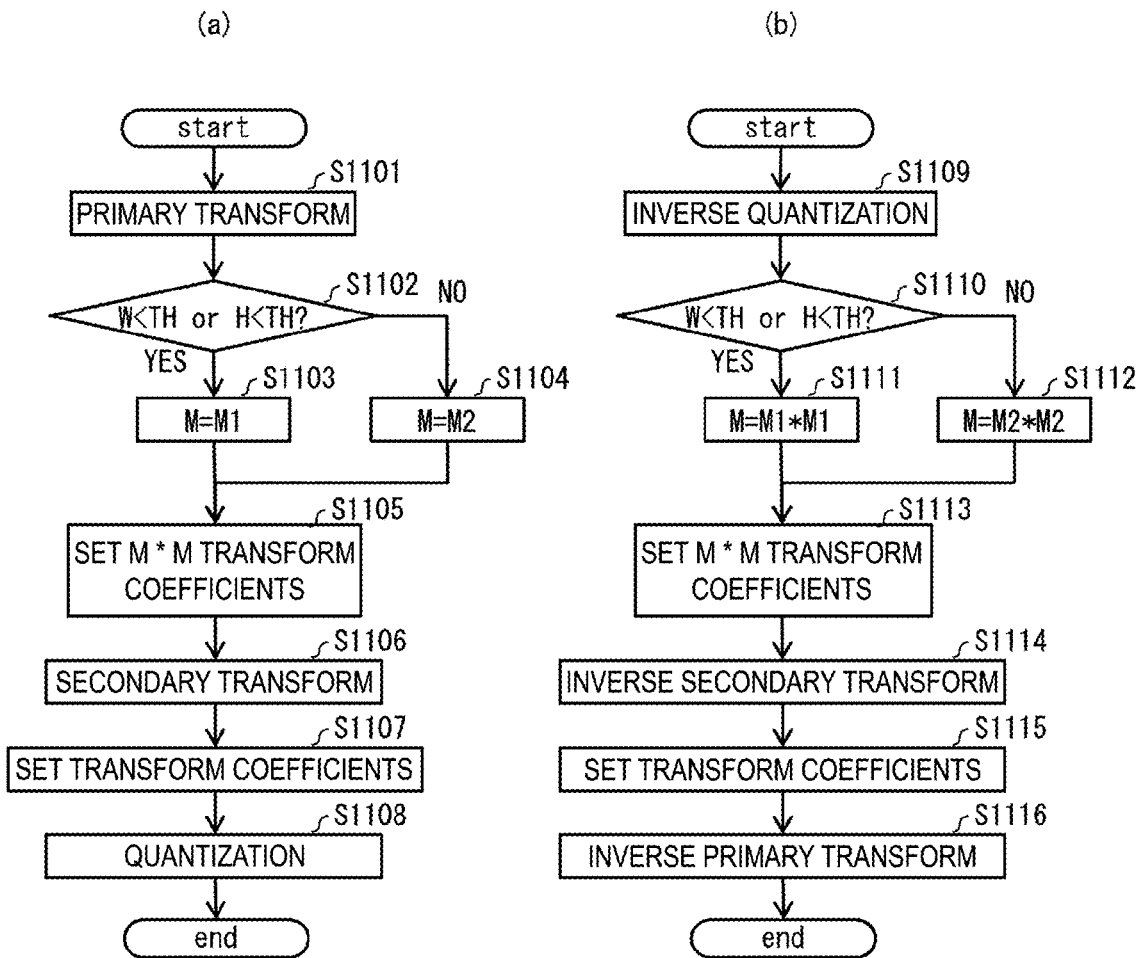 (a)
start
S1101
PRIMARY TRANSFORM
S1102
W<TH or H<TH?
NO
YES
S1103
M=M1
S1104
M=M2
S1105
SET M * M TRANSFORM
COEFFICIENTS
S1106
SECONDARY TRANSFORM
S1107
SET TRANSFORM COEFFICIENTS
S1108
QUANTIZATION
end
(b)
start
S1109
INVERSE QUANTIZATION
S1110
W<TH or H<TH?
NO
YES
S1111
M=M1*M1
S1112
M=M2*M2
S1113
SET M * M TRANSFORM
COEFFICIENTS
S1114
INVERSE SECONDARY TRANSFORM
S1115
SET TRANSFORM COEFFICIENTS
S1116
INVERSE PRIMARY TRANSFORM
end